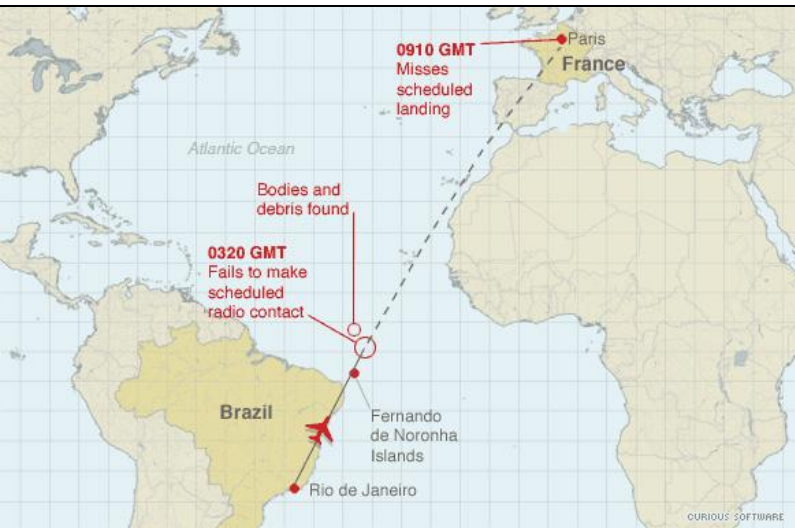 0910 GMT
Misses
scheduled
landing
Paris
France
Atlantic Ocean
Bodies and
debris found
0320 GMT
Fails to make
scheduled
radio contact
Brazil
Fernando
de Noronha
Islands
Rio de Janeiro
CURIOUS SOFTWARE